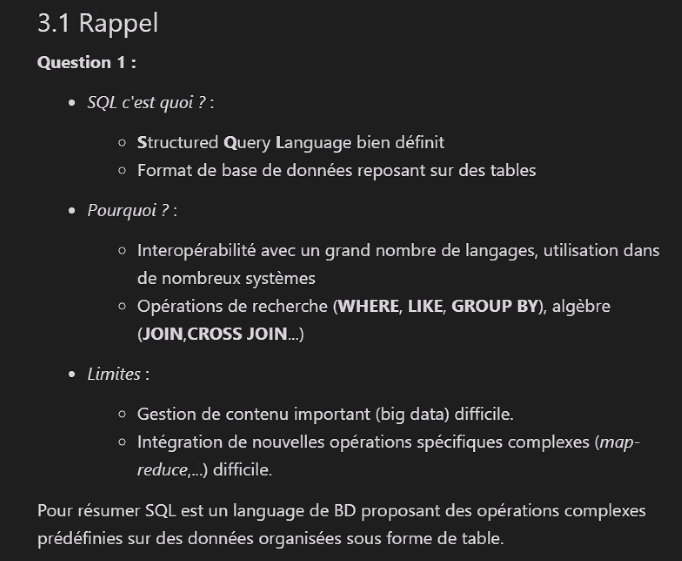 3.1 Rappel
Question 1 :
SQL c'est quoi ? :
Structured Query Language bien définit
Format de base de données reposant sur des tables
Pourquoi ? :
Interopérabilité avec un grand nombre de langages, utilisation dans
de nombreux systèmes
Opérations de recherche (WHERE, LIKE, GROUP BY), algèbre
(JOIN,CROSS JOIN...)
Limites :
Gestion de contenu important (big data) difficile.
Intégration de nouvelles opérations spécifiques complexes (map-
reduce,...) difficile.
Pour résumer SQL est un language de BD proposant des opérations complexes
prédéfinies sur des données organisées sous forme de table.